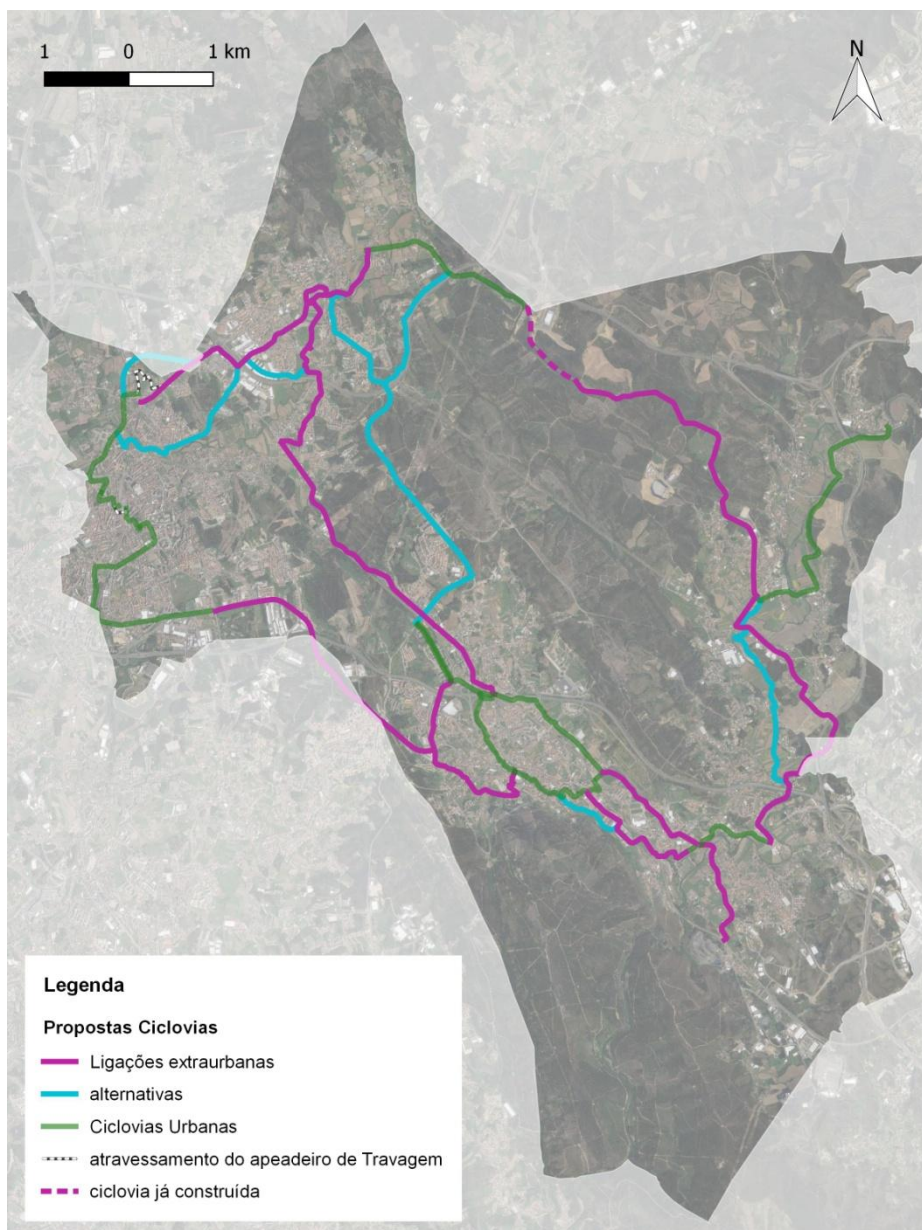 1 0 1 km
N
Legenda
Propostas Ciclovias
Ligações extraurbanas
alternativas
Ciclovias Urbanas
atravessamento do apeadeiro de Travagem
ciclovia já construída